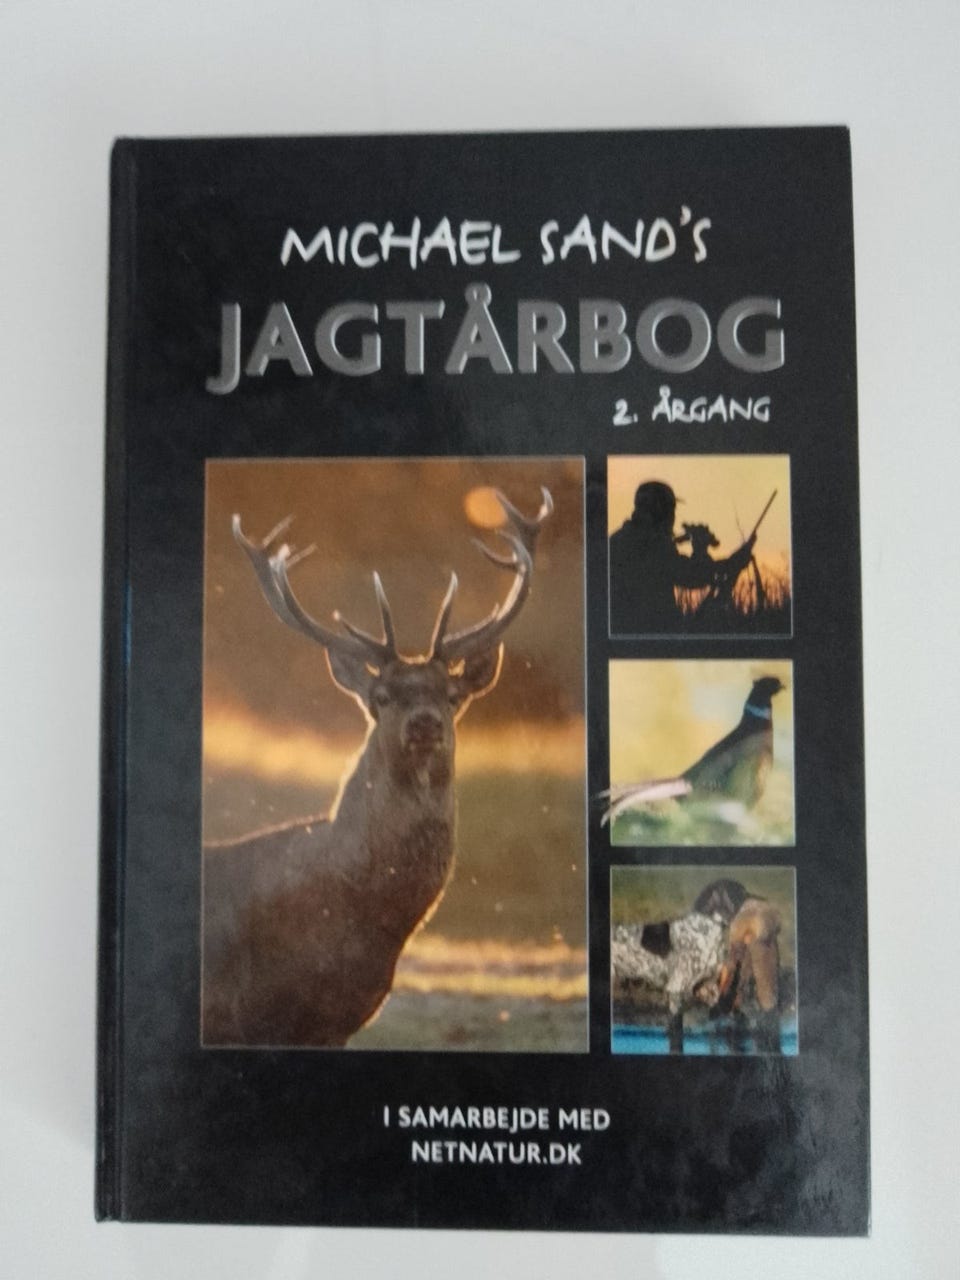 MICHAEL SAND'S
JAGTÅRBOG
2. ÅRGANG
I SAMARBEJDE MED
NETNATUR.DK